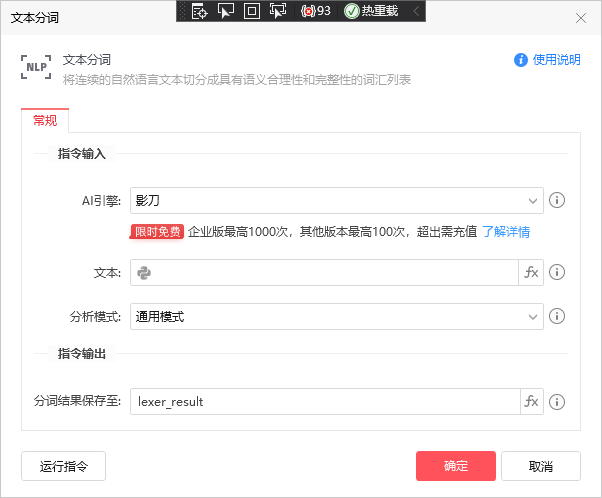 文本分词
93 热重载
NLP
文本分词
使用说明
将连续的自然语言文本切分成具有语义合理性和完整性的词汇列表
常规
指令输入
AI引擎: 影刀
限时免费 企业版最高1000次，其他版本最高100次，超出需充值 了解详情
文本: fx
分析模式: 通用模式
指令输出
分词结果保存至: lexer_result fx
运行指令 确定 取消